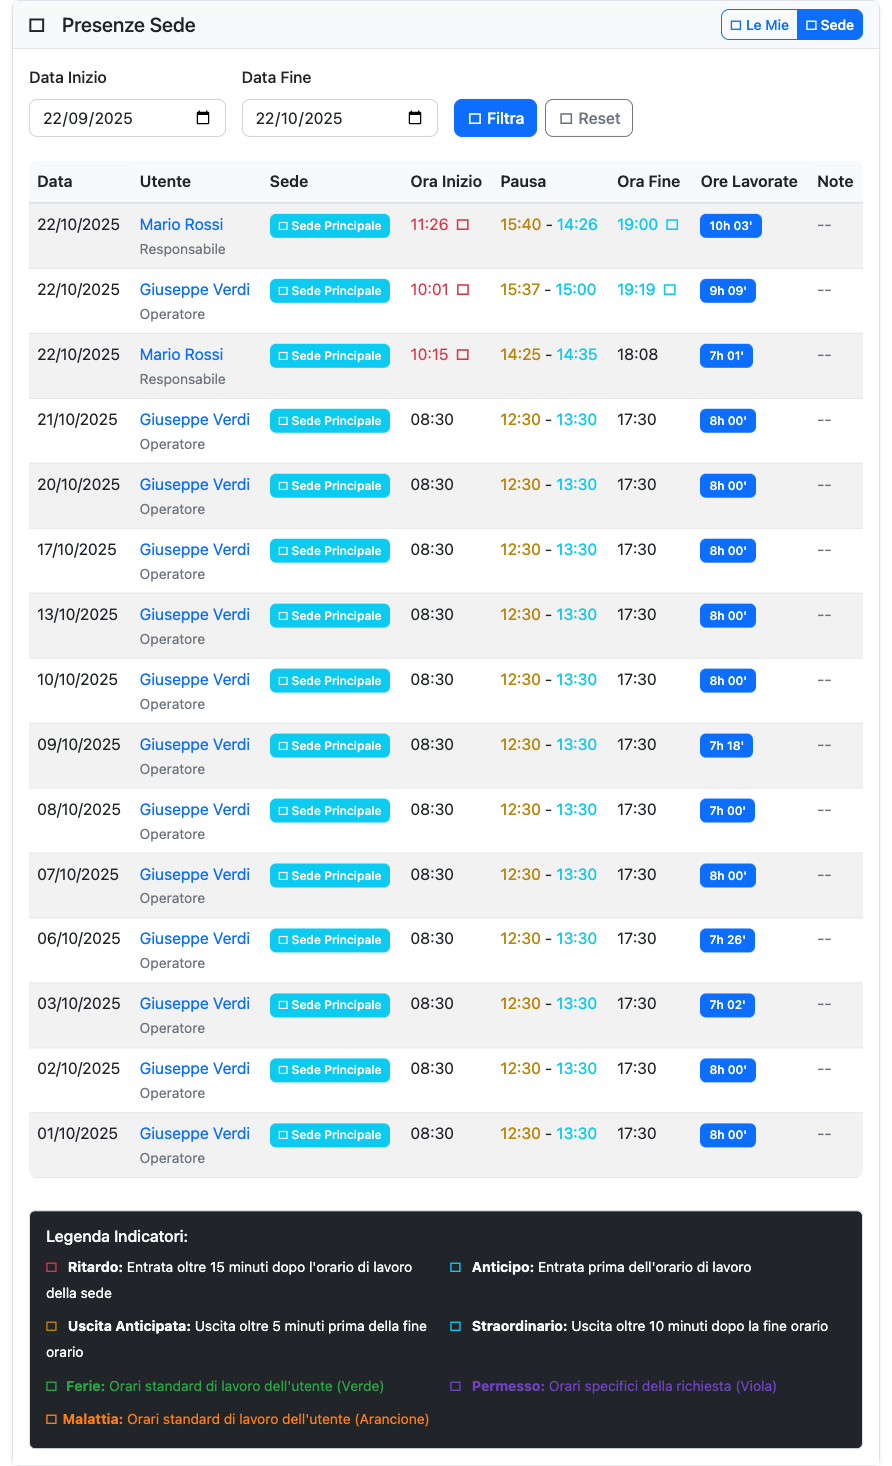 Presenze Sede
Le Mie Sede
Data Inizio Data Fine
22/09/2025 22/10/2025 Filtra Reset
Data Utente Sede Ora Inizio Pausa Ora Fine Ore Lavorate Note
22/10/2025 Mario Rossi Sede Principale 11:26 15:40 - 14:26 19:00 10h 03' --
Responsabile
22/10/2025 Giuseppe Verdi Sede Principale 10:01 15:37 - 15:00 19:19 9h 09' --
Operatore
22/10/2025 Mario Rossi Sede Principale 10:15 14:25 - 14:35 18:08 7h 01' --
Responsabile
21/10/2025 Giuseppe Verdi Sede Principale 08:30 12:30 - 13:30 17:30 8h 00' --
Operatore
20/10/2025 Giuseppe Verdi Sede Principale 08:30 12:30 - 13:30 17:30 8h 00' --
Operatore
17/10/2025 Giuseppe Verdi Sede Principale 08:30 12:30 - 13:30 17:30 8h 00' --
Operatore
13/10/2025 Giuseppe Verdi Sede Principale 08:30 12:30 - 13:30 17:30 8h 00' --
Operatore
10/10/2025 Giuseppe Verdi Sede Principale 08:30 12:30 - 13:30 17:30 8h 00' --
Operatore
09/10/2025 Giuseppe Verdi Sede Principale 08:30 12:30 - 13:30 17:30 7h 18' --
Operatore
08/10/2025 Giuseppe Verdi Sede Principale 08:30 12:30 - 13:30 17:30 7h 00' --
Operatore
07/10/2025 Giuseppe Verdi Sede Principale 08:30 12:30 - 13:30 17:30 8h 00' --
Operatore
06/10/2025 Giuseppe Verdi Sede Principale 08:30 12:30 - 13:30 17:30 7h 26' --
Operatore
03/10/2025 Giuseppe Verdi Sede Principale 08:30 12:30 - 13:30 17:30 7h 02' --
Operatore
02/10/2025 Giuseppe Verdi Sede Principale 08:30 12:30 - 13:30 17:30 8h 00' --
Operatore
01/10/2025 Giuseppe Verdi Sede Principale 08:30 12:30 - 13:30 17:30 8h 00' --
Operatore
Legenda Indicatori:
Ritardo: Entrata oltre 15 minuti dopo l'orario di lavoro
della sede
Anticipo: Entrata prima dell'orario di lavoro
Uscita Anticipata: Uscita oltre 5 minuti prima della fine
orario
Straordinario: Uscita oltre 10 minuti dopo la fine orario
Ferie: Orari standard di lavoro dell'utente (Verde)
Permesso: Orari specifici della richiesta (Viola)
Malattia: Orari standard di lavoro dell'utente (Arancione)